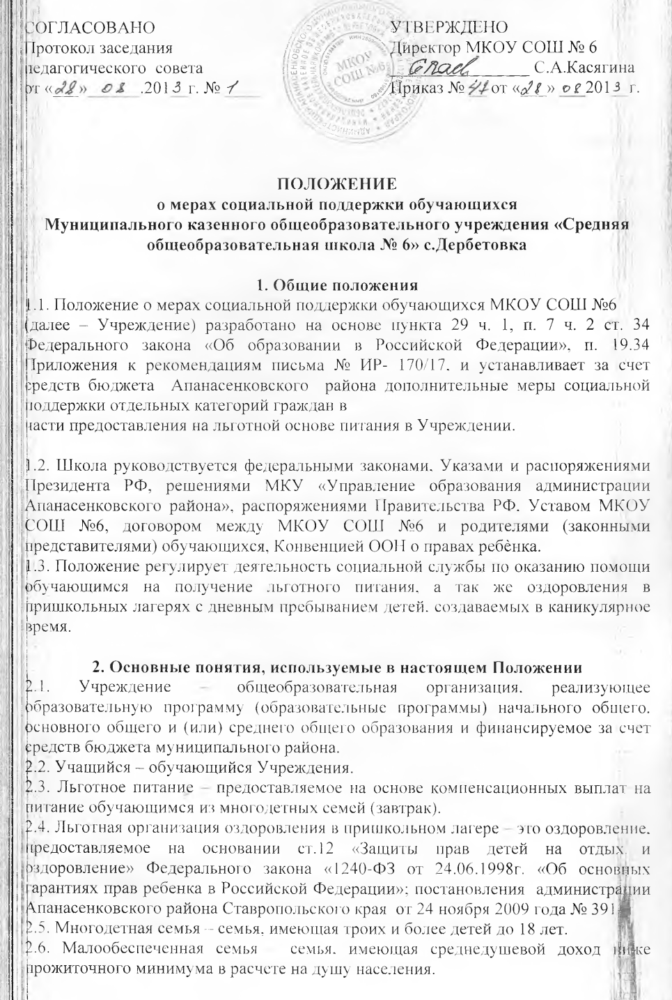 СОГЛАСОВАНО
Протокол заседания
педагогического совета
от «28» 08 .2013 г. № 1
УТВЕРЖДЕНО
Директор МКОУ СОШ № 6
С.А.Касягина
Приказ № 41 от «28» 08 2013 г.
МКОУ
СОШ №6
ПОЛОЖЕНИЕ
о мерах социальной поддержки обучающихся
Муниципального казенного общеобразовательного учреждения «Средняя
общеобразовательная школа № 6» с.Дербетовка
1. Общие положения
1.1. Положение о мерах социальной поддержки обучающихся МКОУ СОШ №6
(далее – Учреждение) разработано на основе пункта 29 ч. 1, п. 7 ч. 2 ст. 34
Федерального закона «Об образовании в Российской Федерации», п. 19.34
Приложения к рекомендациям письма № ИР- 170/17, и устанавливает за счет
средств бюджета Апанасенковского района дополнительные меры социальной
поддержки отдельных категорий граждан в
части предоставления на льготной основе питания в Учреждении.
1.2. Школа руководствуется федеральными законами, Указами и распоряжениями
Президента РФ, решениями МКУ «Управление образования администрации
Апанасенковского района», распоряжениями Правительства РФ. Уставом МКОУ
СОШ №6, договором между МКОУ СОШ №6 и родителями (законными
представителями) обучающихся, Конвенцией ООН о правах ребѐнка.
1.3. Положение регулирует деятельность социальной службы по оказанию помощи
обучающимся на получение льготного питания, а так же оздоровления в
пришкольных лагерях с дневным пребыванием детей, создаваемых в каникулярное
время.
2. Основные понятия, используемые в настоящем Положении
2.1. Учреждение – общеобразовательная организация, реализующее
образовательную программу (образовательные программы) начального общего,
основного общего и (или) среднего общего образования и финансируемое за счет
средств бюджета муниципального района.
2.2. Учащийся – обучающийся Учреждения.
2.3. Льготное питание – предоставляемое на основе компенсационных выплат на
питание обучающимся из многодетных семей (завтрак).
2.4. Льготная организация оздоровления в пришкольном лагере – это оздоровление,
предоставляемое на основании ст.12 «Защиты прав детей на отдых и
оздоровление» Федерального закона «1240-ФЗ от 24.06.1998г. «Об основных
гарантиях прав ребенка в Российской Федерации»; постановления администрации
Апанасенковского района Ставропольского края от 24 ноября 2009 года № 391
2.5. Многодетная семья – семья, имеющая троих и более детей до 18 лет.
2.6. Малообеспеченная семья семья, имеющая среднедушевой доход ниже
прожиточного минимума в расчете на душу населения.